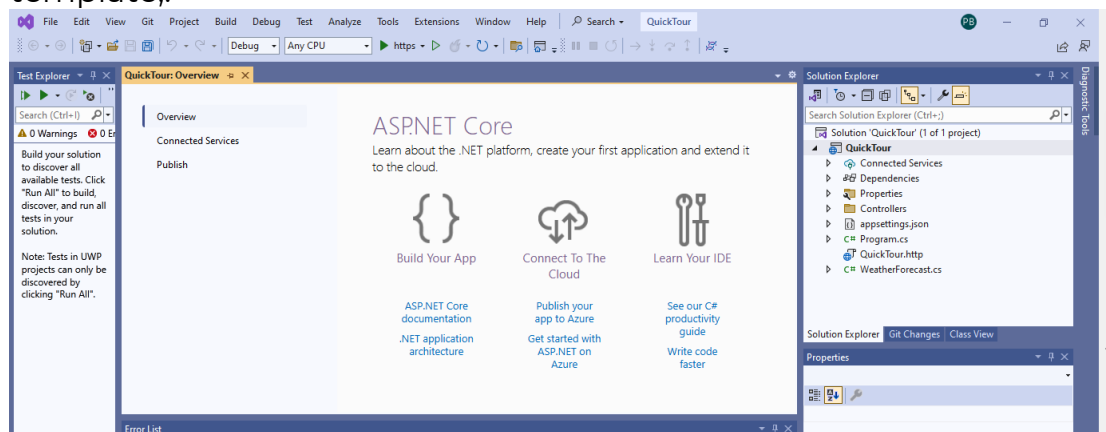 template,.
File Edit View Git Project Build Debug Test Analyze Tools Extensions Window Help Search QuickTour PB
Debug Any CPU https
Test Explorer
Search (Ctrl+I)
0 Warnings 0 Er
Build your solution
to discover all
available tests. Click
"Run All" to build,
discover, and run all
tests in your
solution.
Note: Tests in UWP
projects can only be
discovered by
clicking "Run All".
QuickTour: Overview
Overview
Connected Services
Publish
ASP.NET Core
Learn about the .NET platform, create your first application and extend it
to the cloud.
Build Your App
ASP.NET Core
documentation
.NET application
architecture
Connect To The
Cloud
Publish your
app to Azure
Get started with
ASP.NET on
Azure
Learn Your IDE
See our C#
productivity
guide
Write code
faster
Error List
Solution Explorer
Search Solution Explorer (Ctrl+;)
Solution 'QuickTour' (1 of 1 project)
QuickTour
Connected Services
Dependencies
Properties
Controllers
appsettings.json
C# Program.cs
QuickTour.http
C# WeatherForecast.cs
Solution Explorer Git Changes Class View
Properties
Diagnostic Tools